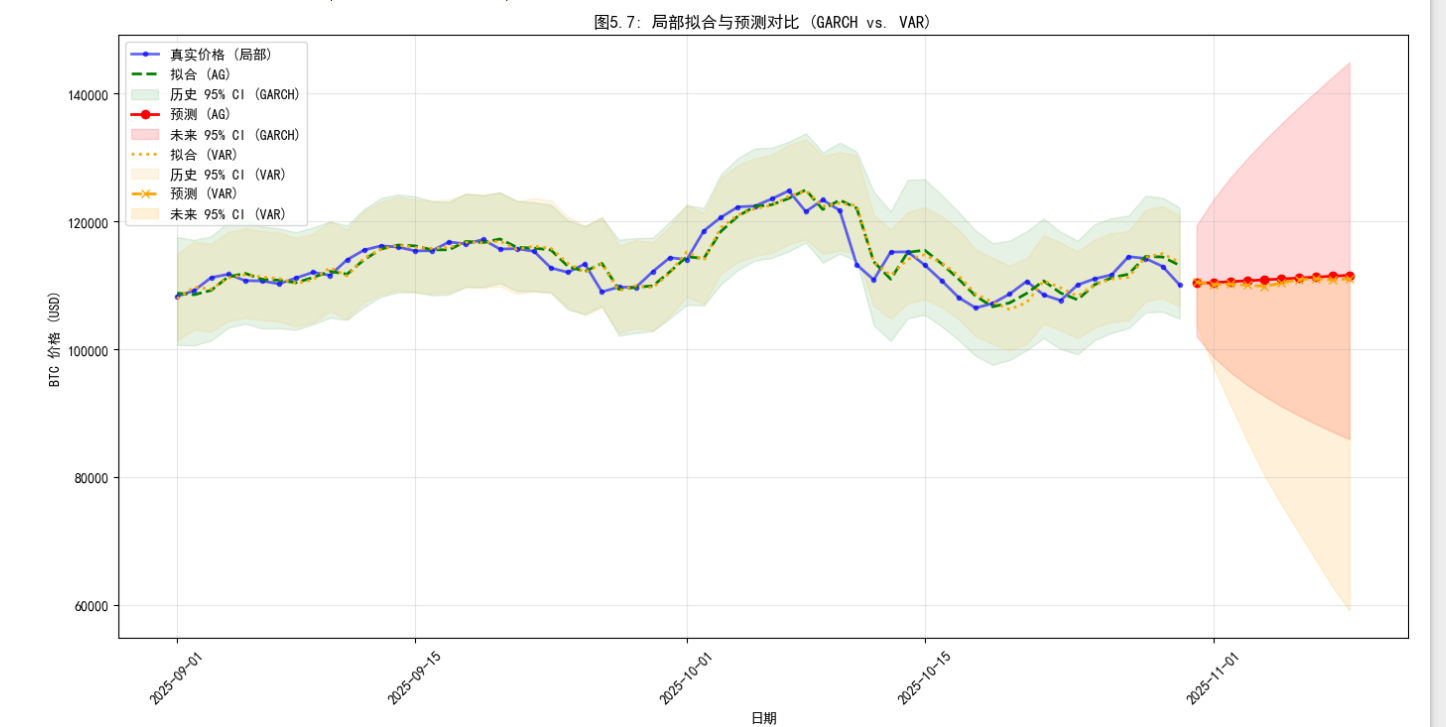 图5.7: 局部拟合与预测对比 (GARCH vs. VAR)
真实价格 (局部)
拟合 (AG)
历史 95% CI (GARCH)
预测 (AG)
未来 95% CI (GARCH)
拟合 (VAR)
历史 95% CI (VAR)
预测 (VAR)
未来 95% CI (VAR)
140000
120000
100000
80000
60000
BTC 价格 (USD)
2025-09-01
2025-09-15
2025-10-01
2025-10-15
2025-11-01
日期